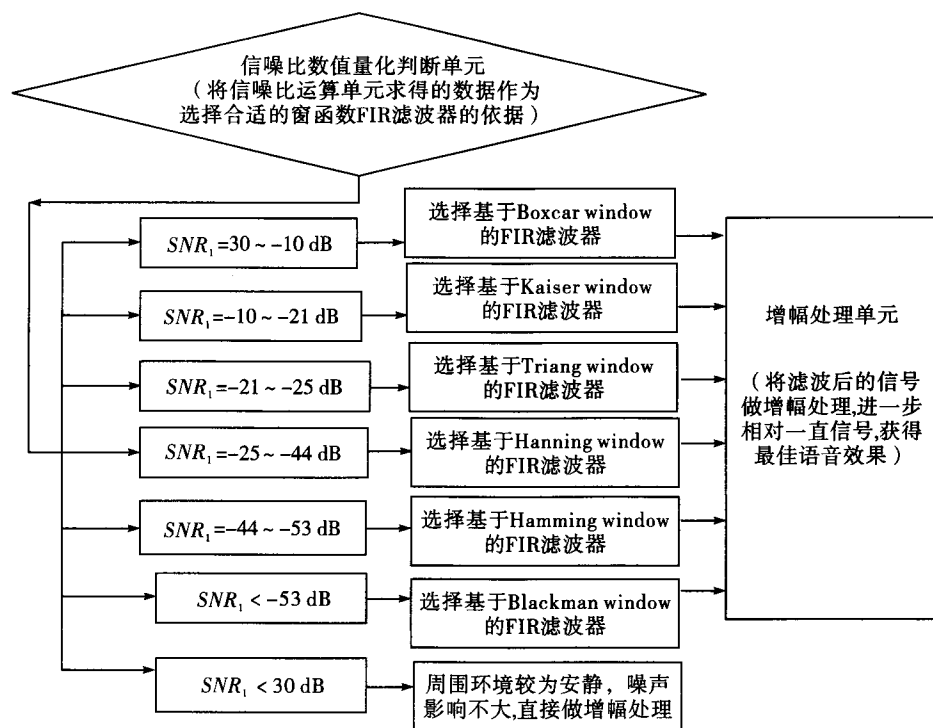 信噪比数值量化判断单元
（将信噪比运算单元求得的数据作为
选择合适的窗函数FIR滤波器的依据）
SNR₁=30 ~ -10 dB
选择基于Boxcar window
的FIR滤波器
SNR₁=-10 ~ -21 dB
选择基于Kaiser window
的FIR滤波器
SNR₁=-21 ~ -25 dB
选择基于Triang window
的FIR滤波器
SNR₁=-25 ~ -44 dB
选择基于Hanning window
的FIR滤波器
SNR₁=-44 ~ -53 dB
选择基于Hamming window
的FIR滤波器
SNR₁ < -53 dB
选择基于Blackman window
的FIR滤波器
SNR₁ < 30 dB
周围环境较为安静，噪声
影响不大,直接做增幅处理
增幅处理单元
（将滤波后的信号
做增幅处理,进一步
相对一直信号,获得
最佳语音效果）